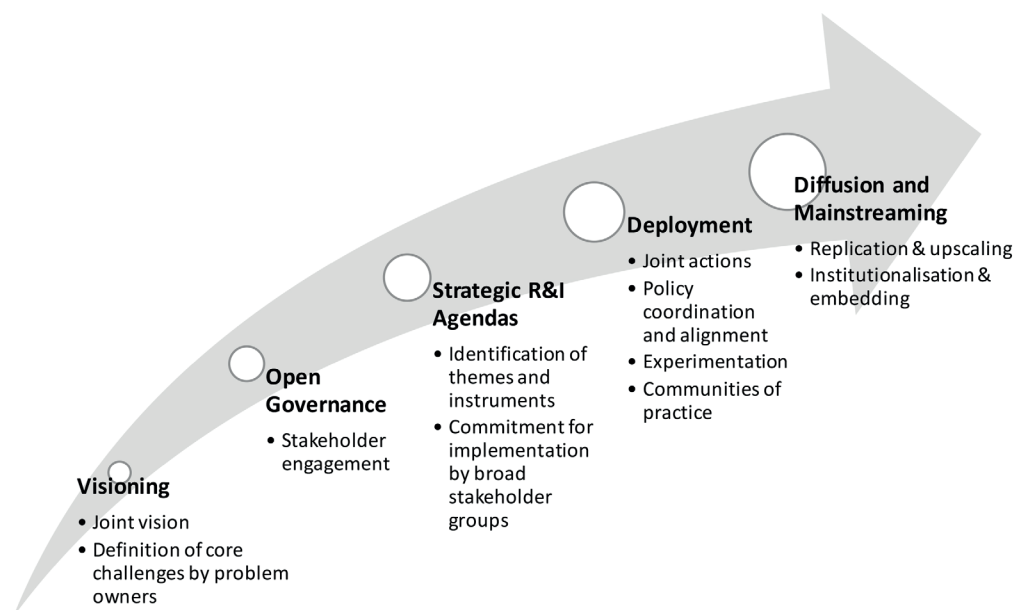 Visioning
• Joint vision
• Definition of core
challenges by problem
owners
Open
Governance
• Stakeholder
engagement
Strategic R&I
Agendas
• Identification of
themes and
instruments
• Commitment for
implementation
by broad
stakeholder
groups
Deployment
• Joint actions
• Policy
coordination
and alignment
• Experimentation
• Communities of
practice
Diffusion and
Mainstreaming
• Replication & upscaling
• Institutionalisation &
embedding